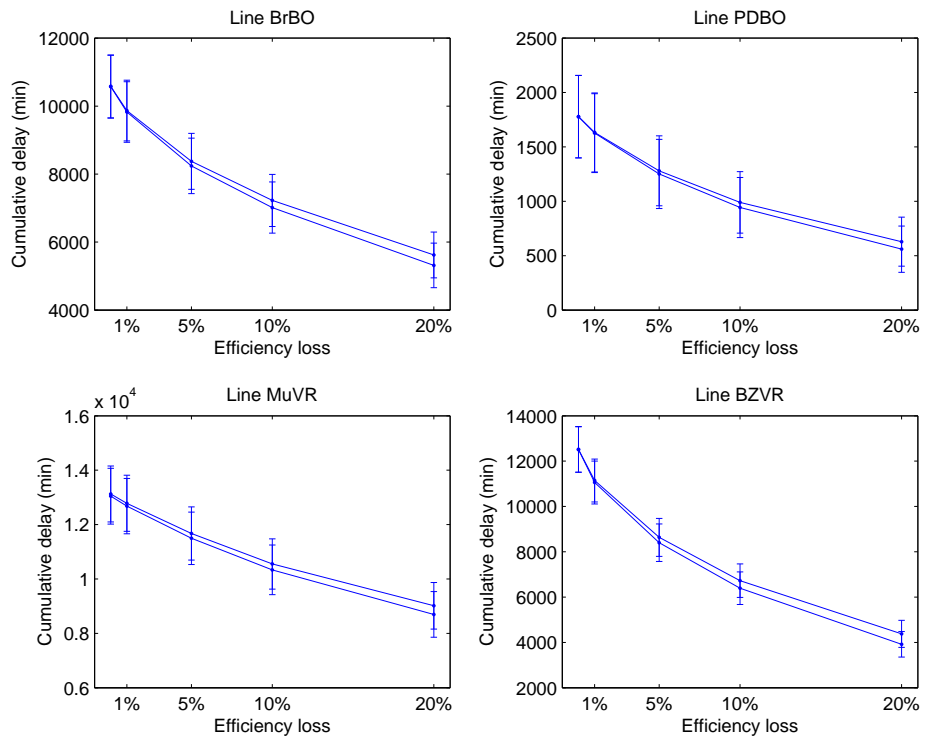 Line BrBO
Cumulative delay (min)
12000
10000
8000
6000
4000
1% 5% 10% 20%
Efficiency loss
Line PDBO
Cumulative delay (min)
2500
2000
1500
1000
500
0
1% 5% 10% 20%
Efficiency loss
Line MuVR
x 10^4
Cumulative delay (min)
1.6
1.4
1.2
1
0.8
0.6
1% 5% 10% 20%
Efficiency loss
Line BZVR
Cumulative delay (min)
14000
12000
10000
8000
6000
4000
2000
1% 5% 10% 20%
Efficiency loss